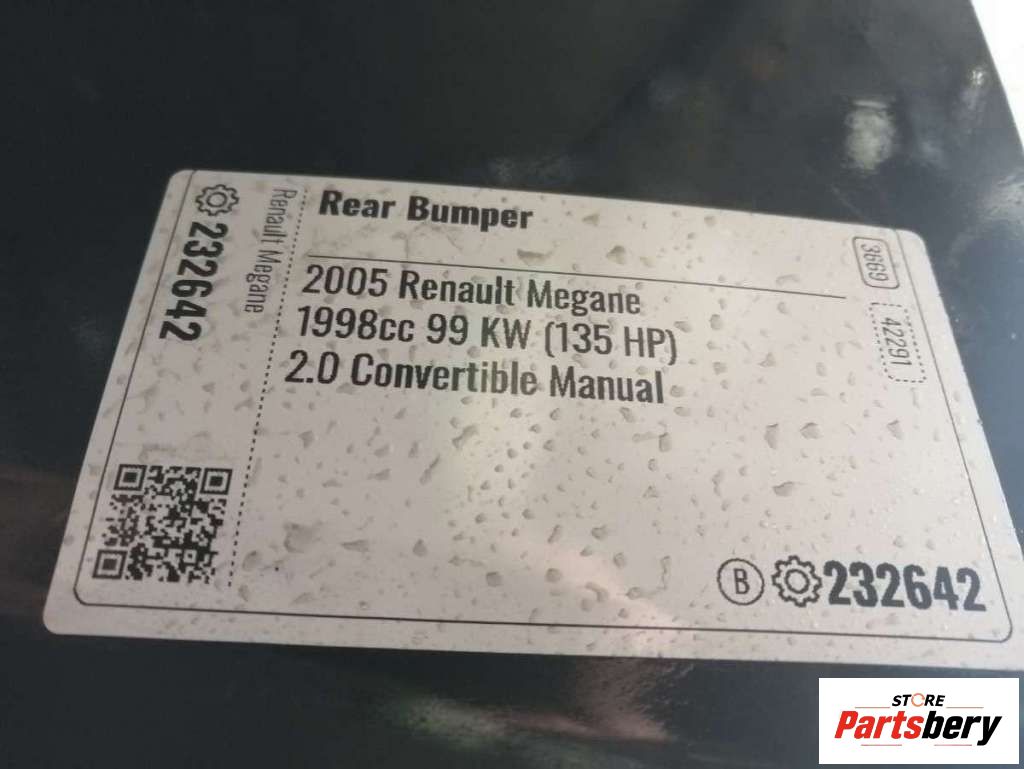 232642
Renault Megane
Rear Bumper
2005 Renault Megane
1998cc 99 KW (135 HP)
2.0 Convertible Manual
3669
42291
B 232642
STORE
Partsbery